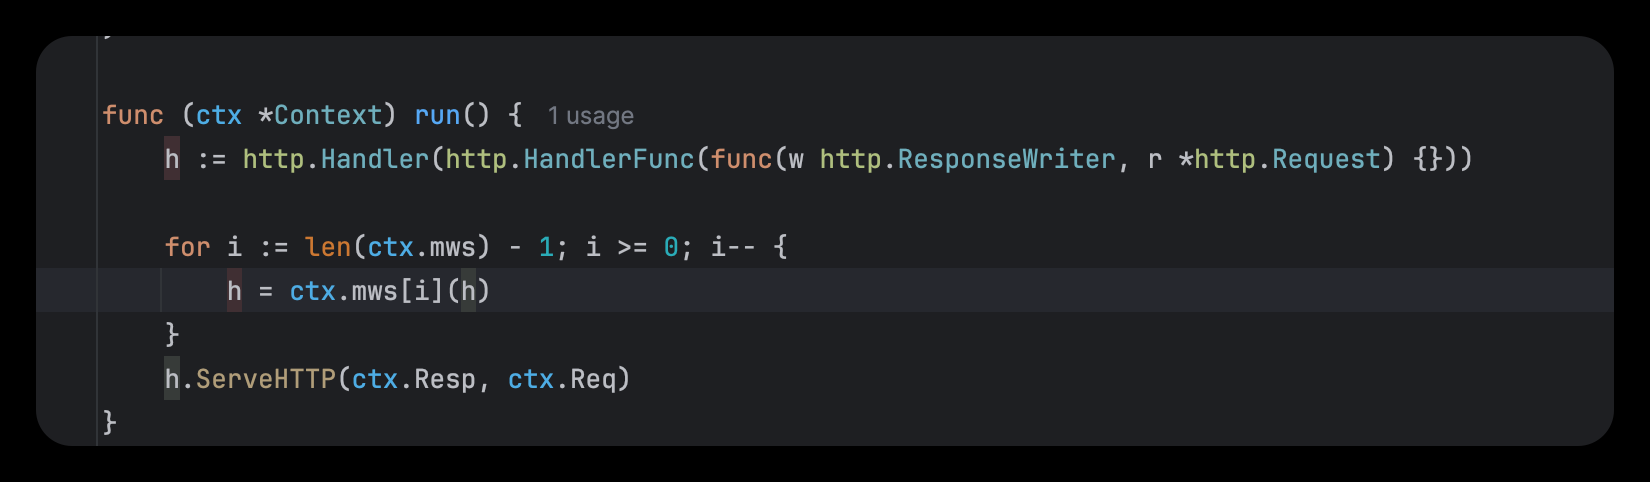 func (ctx *Context) run() { 1 usage
h := http.Handler(http.HandlerFunc(func(w http.ResponseWriter, r *http.Request) {}))
for i := len(ctx.mws) - 1; i >= 0; i-- {
h = ctx.mws[i](h)
}
h.ServeHTTP(ctx.Resp, ctx.Req)
}